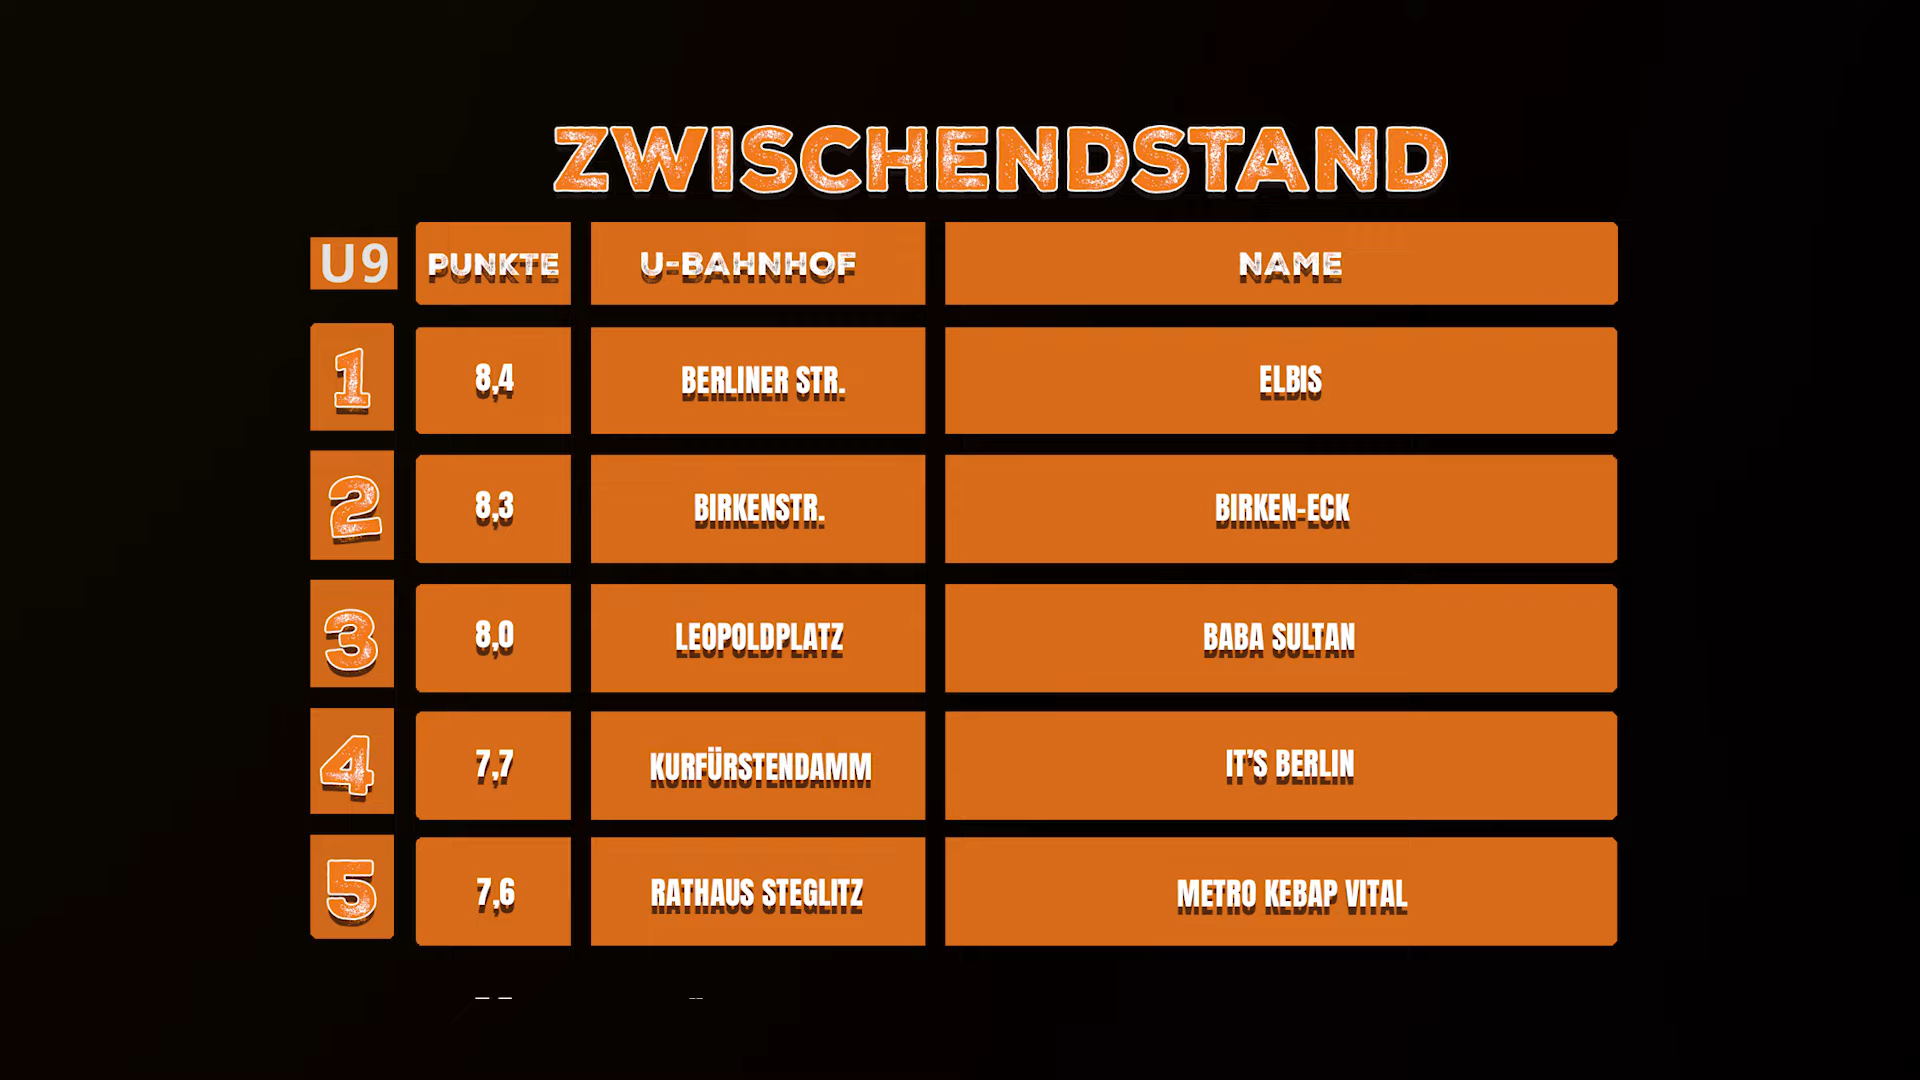 ZWISCHENDSTAND
U9 PUNKTE U-BAHNHOF NAME
1 8,4 BERLINER STR. ELBIS
2 8,3 BIRKENSTR. BIRKEN-ECK
3 8,0 LEOPOLDPLATZ BABA SULTAN
4 7,7 KURFÜRSTENDAMM IT'S BERLIN
5 7,6 RATHAUS STEGLITZ METRO KEBAP VITAL